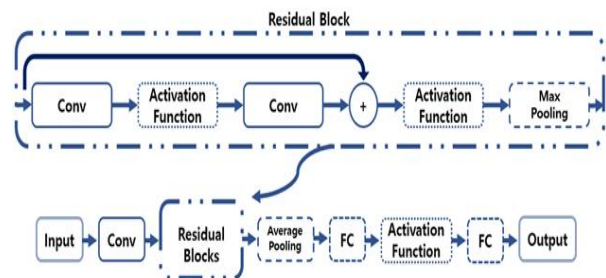 Residual Block
Conv
Activation
Function
Conv
+
Activation
Function
Max
Pooling
Input
Conv
Residual
Blocks
Average
Pooling
FC
Activation
Function
FC
Output